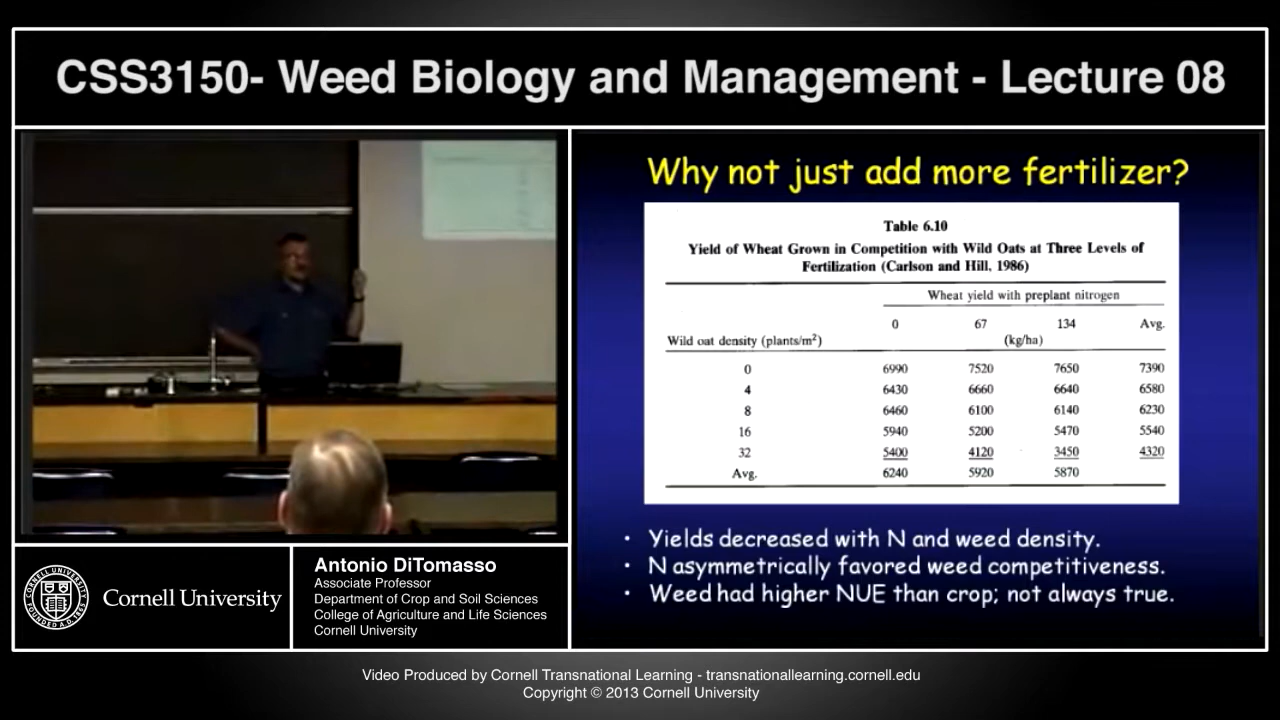 CSS3150- Weed Biology and Management - Lecture 08
Why not just add more fertilizer?
Table 6.10
Yield of Wheat Grown in Competition with Wild Oats at Three Levels of
Fertilization (Carlson and Hill, 1986)
Wheat yield with preplant nitrogen
0 67 134 Avg.
Wild oat density (plants/m²) (kg/ha)
0 6990 7520 7650 7390
4 6430 6660 6640 6580
8 6460 6100 6140 6230
16 5940 5200 5470 5540
32 5400 4120 3450 4320
Avg. 6240 5920 5870
• Yields decreased with N and weed density.
• N asymmetrically favored weed competitiveness.
• Weed had higher NUE than crop; not always true.
Cornell University
Antonio DiTomasso
Associate Professor
Department of Crop and Soil Sciences
College of Agriculture and Life Sciences
Cornell University
Video Produced by Cornell Transnational Learning - transnationallearning.cornell.edu
Copyright © 2013 Cornell University